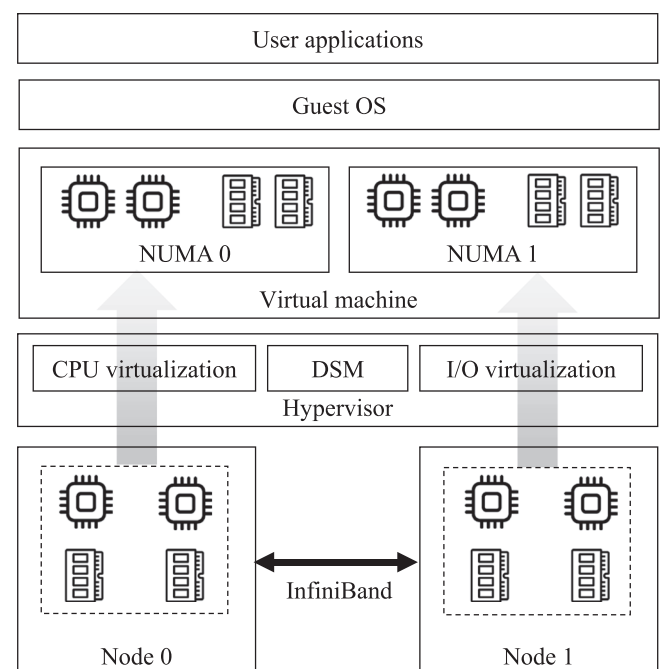 User applications
Guest OS
NUMA 0
NUMA 1
Virtual machine
CPU virtualization
DSM
I/O virtualization
Hypervisor
InfiniBand
Node 0
Node 1